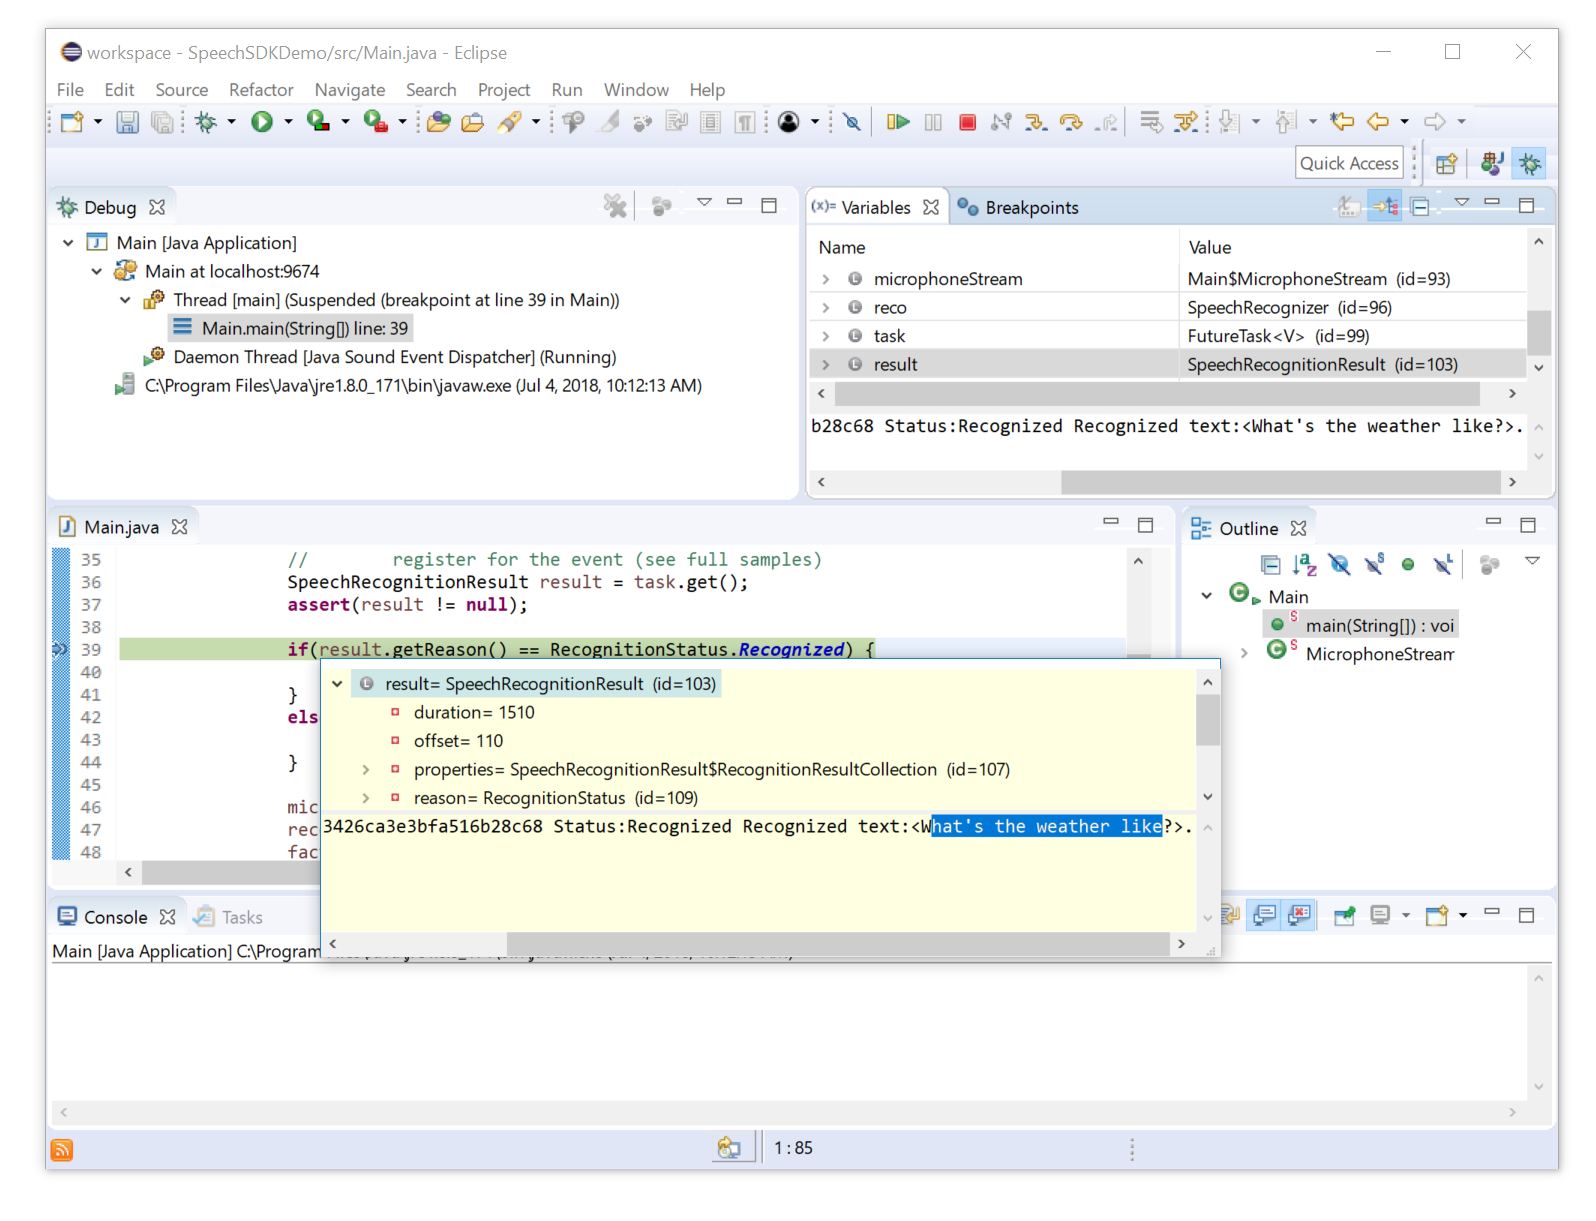 workspace - SpeechSDKDemo/src/Main.java - Eclipse
File Edit Source Refactor Navigate Search Project Run Window Help
Quick Access
Debug
Main [Java Application]
Main at localhost:9674
Thread [main] (Suspended (breakpoint at line 39 in Main))
Main.main(String[]) line: 39
Daemon Thread [Java Sound Event Dispatcher] (Running)
C:\Program Files\Java\jre1.8.0_171\bin\javaw.exe (Jul 4, 2018, 10:12:13 AM)
(x)= Variables Breakpoints
Name Value
microphoneStream Main$MicrophoneStream (id=93)
reco SpeechRecognizer (id=96)
task FutureTask<V> (id=99)
result SpeechRecognitionResult (id=103)
b28c68 Status:Recognized Recognized text:<What's the weather like?>.
Main.java
35 // register for the event (see full samples)
36 SpeechRecognitionResult result = task.get();
37 assert(result != null);
38
39 if(result.getReason() == RecognitionStatus.Recognized) {
40
41 }
42 els
43
44 }
45
46 mic
47 rec
48 fac
result= SpeechRecognitionResult (id=103)
duration= 1510
offset= 110
properties= SpeechRecognitionResult$RecognitionResultCollection (id=107)
reason= RecognitionStatus (id=109)
3426ca3e3bfa516b28c68 Status:Recognized Recognized text:<What's the weather like?>.
Outline
Main
main(String[]) : voi
MicrophoneStream
Console Tasks
Main [Java Application] C:\Program
1 : 85